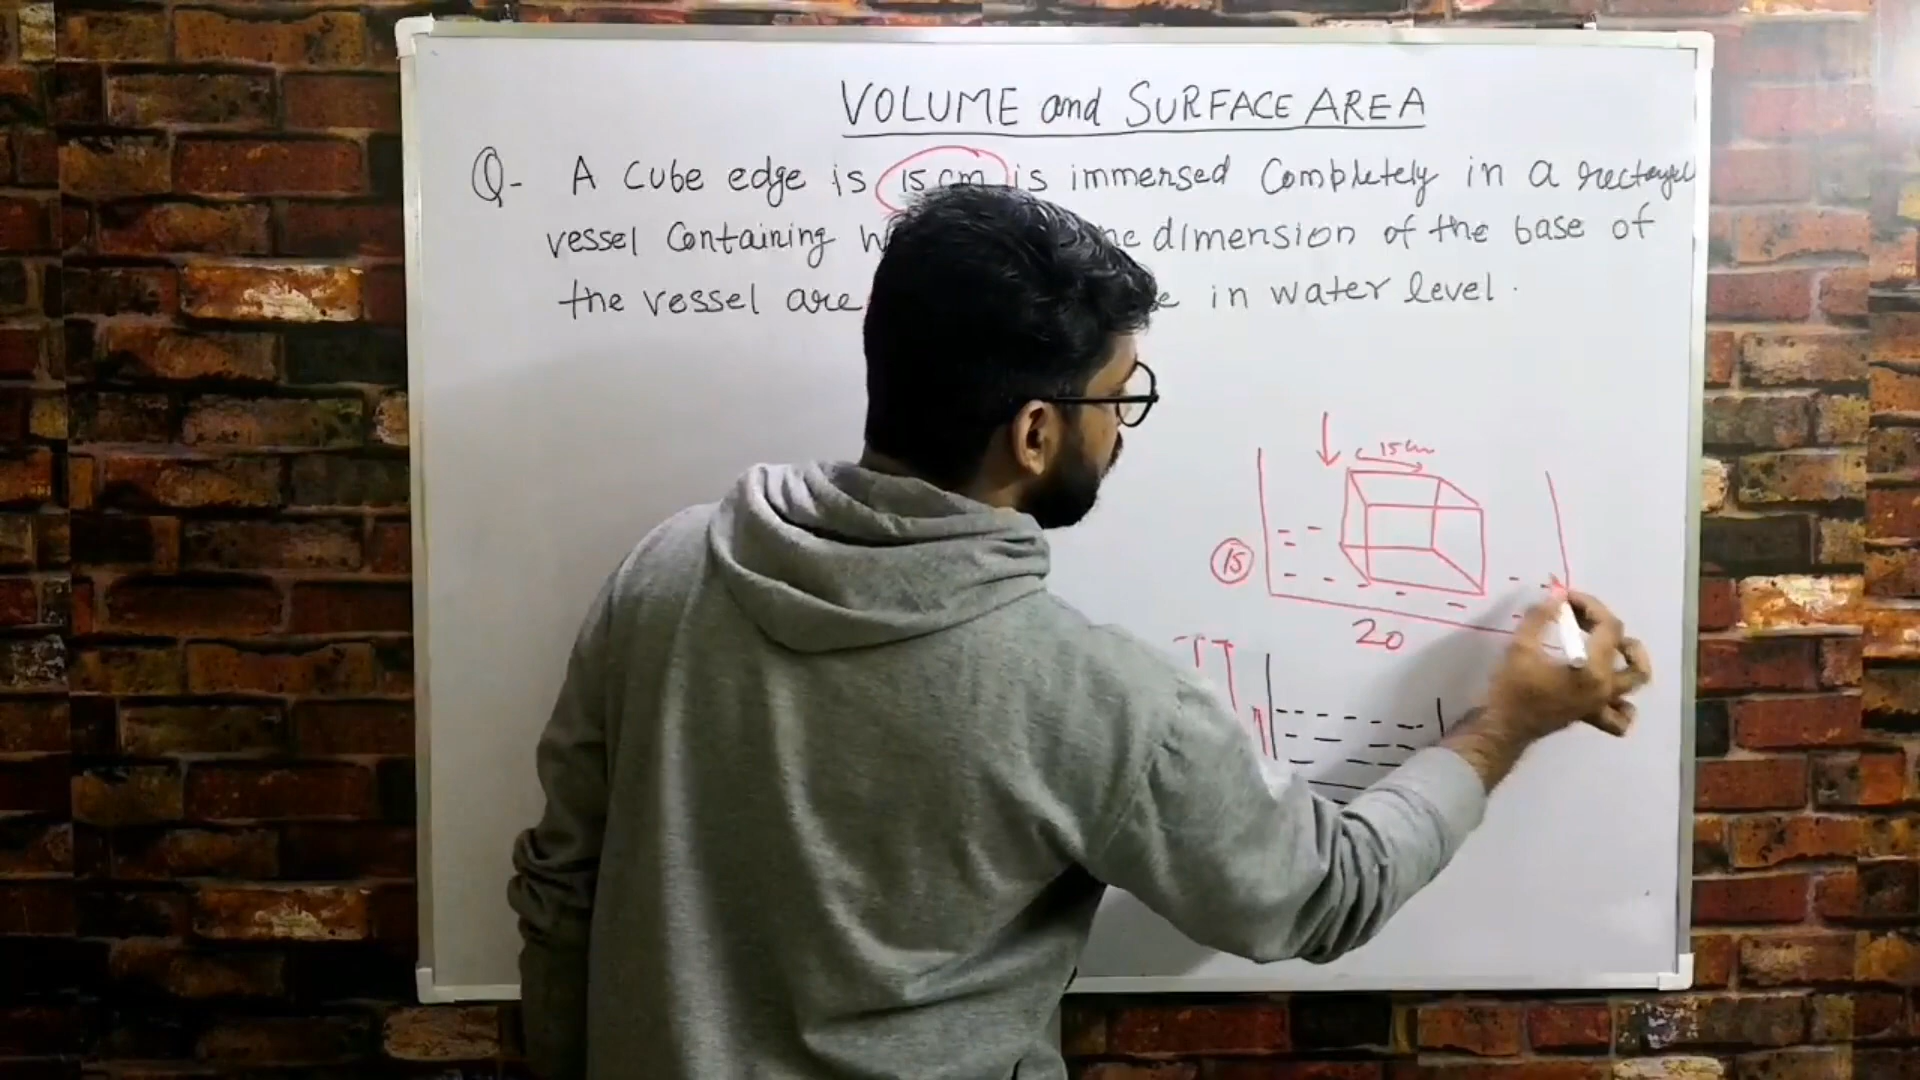 VOLUME and SURFACE AREA
Q- A Cube edge is 15 cm is immersed Completely in a
vessel Containing dimension of the base of
the vessel are in water level.
15cm
15
20